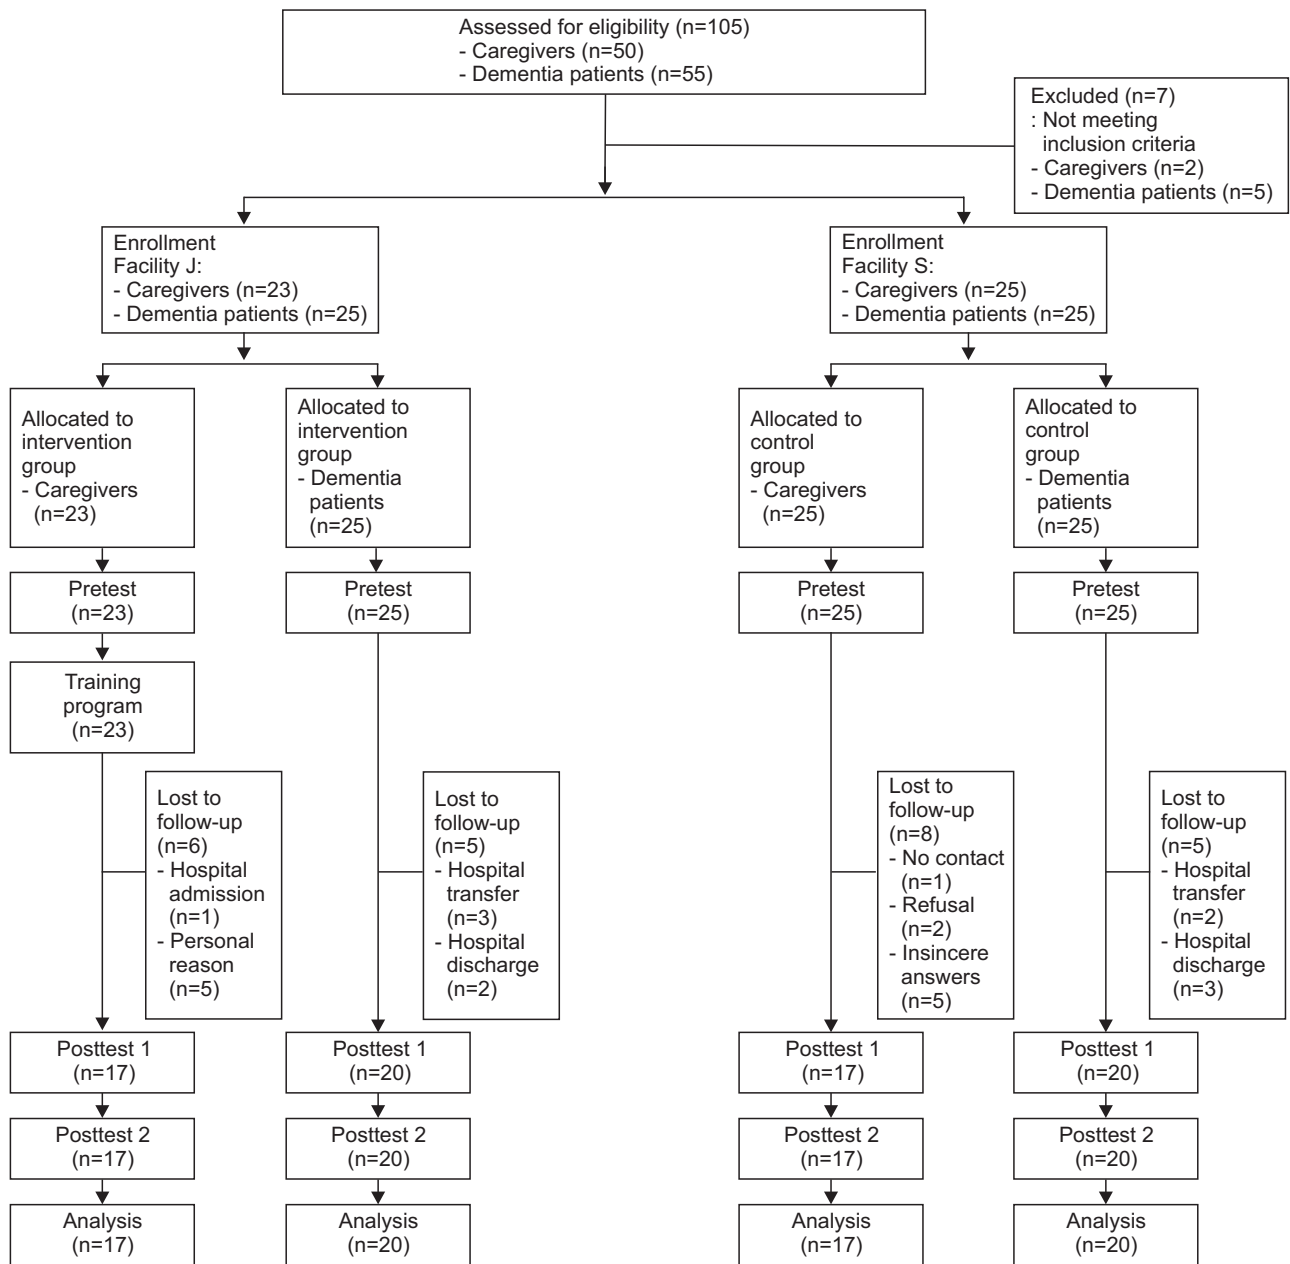 Assessed for eligibility (n=105)
- Caregivers (n=50)
- Dementia patients (n=55)
Excluded (n=7)
: Not meeting
inclusion criteria
- Caregivers (n=2)
- Dementia patients (n=5)
Enrollment
Facility J:
- Caregivers (n=23)
- Dementia patients (n=25)
Enrollment
Facility S:
- Caregivers (n=25)
- Dementia patients (n=25)
Allocated to
intervention
group
- Caregivers
(n=23)
Allocated to
intervention
group
- Dementia
patients
(n=25)
Allocated to
control
group
- Caregivers
(n=25)
Allocated to
control
group
- Dementia
patients
(n=25)
Pretest
(n=23)
Pretest
(n=25)
Pretest
(n=25)
Pretest
(n=25)
Training
program
(n=23)
Lost to
follow-up
(n=6)
- Hospital
admission
(n=1)
- Personal
reason
(n=5)
Lost to
follow-up
(n=5)
- Hospital
transfer
(n=3)
- Hospital
discharge
(n=2)
Lost to
follow-up
(n=8)
- No contact
(n=1)
- Refusal
(n=2)
- Insincere
answers
(n=5)
Lost to
follow-up
(n=5)
- Hospital
transfer
(n=2)
- Hospital
discharge
(n=3)
Posttest 1
(n=17)
Posttest 1
(n=20)
Posttest 1
(n=17)
Posttest 1
(n=20)
Posttest 2
(n=17)
Posttest 2
(n=20)
Posttest 2
(n=17)
Posttest 2
(n=20)
Analysis
(n=17)
Analysis
(n=20)
Analysis
(n=17)
Analysis
(n=20)